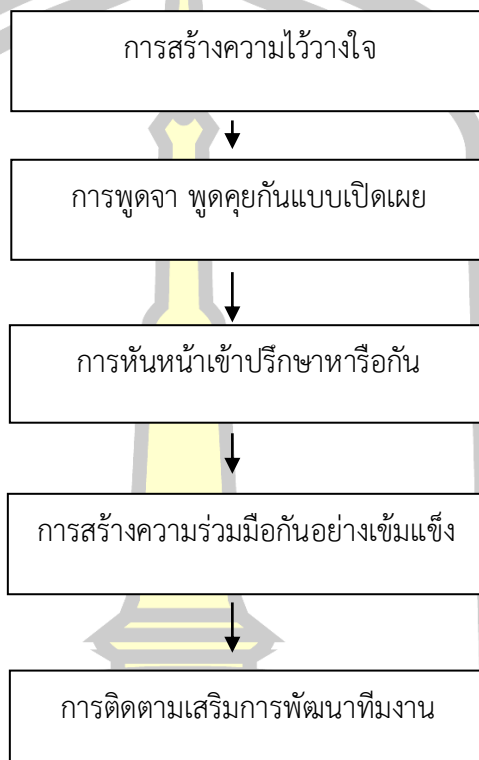 การสร้างความไว้วางใจ
การพูดจา พูดคุยกันแบบเปิดเผย
การหันหน้าเข้าปรึกษาหารือกัน
การสร้างความร่วมมือกันอย่างเข้มแข็ง
การติดตามเสริมการพัฒนาทีมงาน